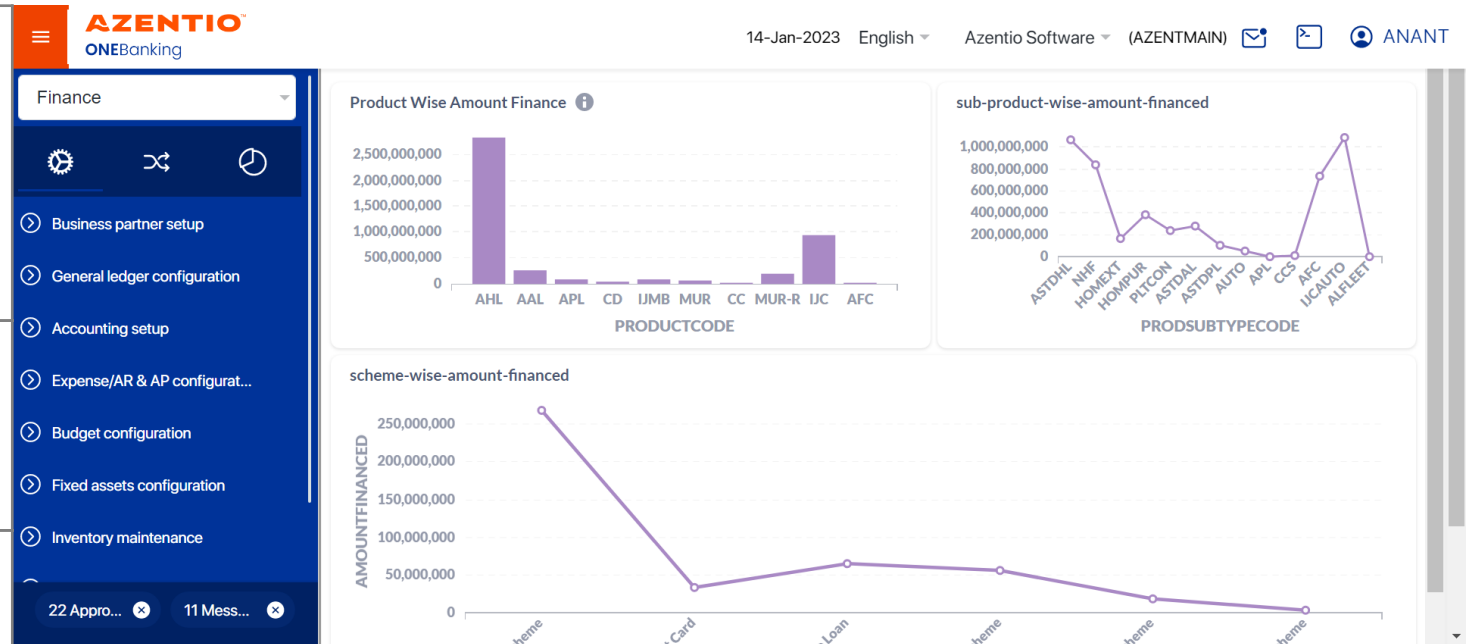 AZENTIO
ONEBanking
14-Jan-2023 English Azentio Software (AZENTMAIN) ANANT
Finance
Business partner setup
General ledger configuration
Accounting setup
Expense/AR & AP configurat...
Budget configuration
Fixed assets configuration
Inventory maintenance
22 Appro... 11 Mess...
Product Wise Amount Finance
2,500,000,000
2,000,000,000
1,500,000,000
1,000,000,000
500,000,000
0
AHL AAL APL CD IJMB MUR CC MUR-R IJC AFC
PRODUCTCODE
sub-product-wise-amount-financed
1,000,000,000
800,000,000
600,000,000
400,000,000
200,000,000
0
ASTDHL NHF HOMEXT HOMPUR PLTCON ASTDAL ASTDPL AUTO APL CCS AFC IJCAUTO ALFLEET
PRODSUBTYPECODE
scheme-wise-amount-financed
AMOUNTFINANCED
250,000,000
200,000,000
150,000,000
100,000,000
50,000,000
0
Card Loan